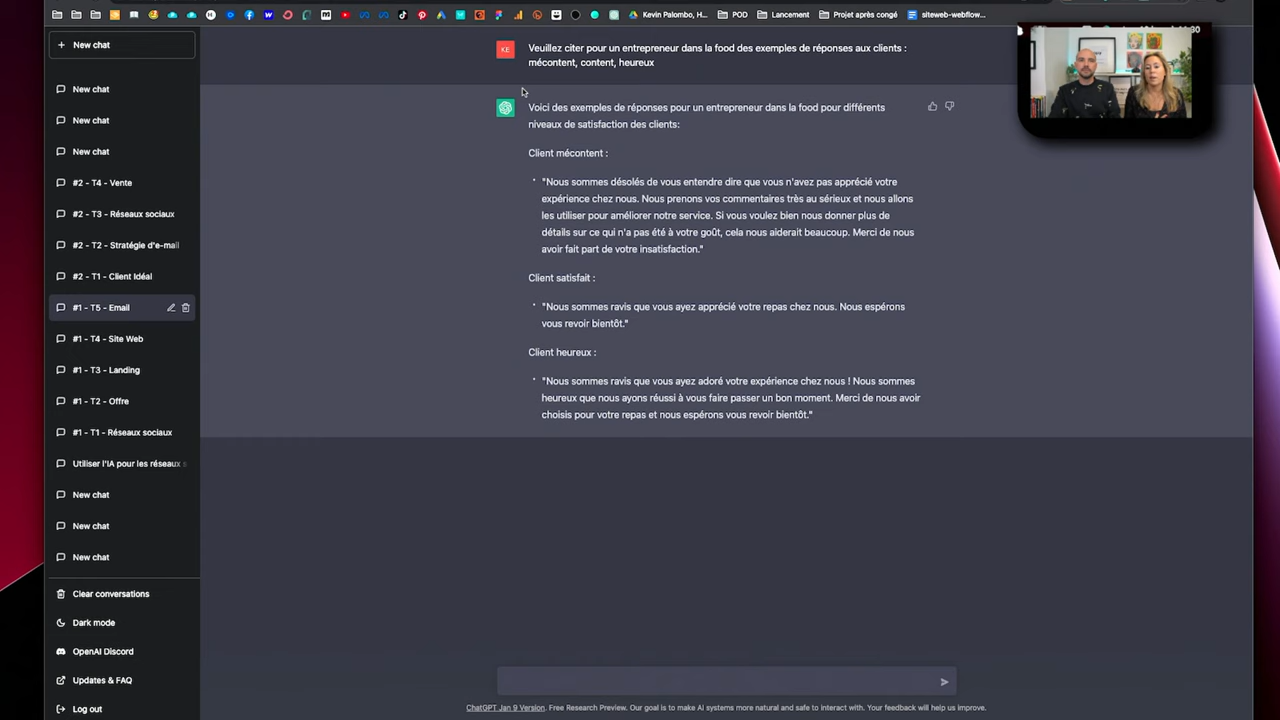 Kevin Palombo, H...
POD
Lancement
Projet après congé
siteweb-webflow...
New chat
New chat
New chat
New chat
#2 - T4 - Vente
#2 - T3 - Réseaux sociaux
#2 - T2 - Stratégie d'e-mail
#2 - T1 - Client Idéal
#1 - T5 - Email
#1 - T4 - Site Web
#1 - T3 - Landing
#1 - T2 - Offre
#1 - T1 - Réseaux sociaux
Utiliser l'IA pour les réseaux s
New chat
New chat
New chat
Clear conversations
Dark mode
OpenAI Discord
Updates & FAQ
Log out
KE
Veuillez citer pour un entrepreneur dans la food des exemples de réponses aux clients :
mécontent, content, heureux
Voici des exemples de réponses pour un entrepreneur dans la food pour différents
niveaux de satisfaction des clients:
Client mécontent :
"Nous sommes désolés de vous entendre dire que vous n'avez pas apprécié votre
expérience chez nous. Nous prenons vos commentaires très au sérieux et nous allons
les utiliser pour améliorer notre service. Si vous voulez bien nous donner plus de
détails sur ce qui n'a pas été à votre goût, cela nous aiderait beaucoup. Merci de nous
avoir fait part de votre insatisfaction."
Client satisfait :
"Nous sommes ravis que vous ayez apprécié votre repas chez nous. Nous espérons
vous revoir bientôt."
Client heureux :
"Nous sommes ravis que vous ayez adoré votre expérience chez nous ! Nous sommes
heureux que nous ayons réussi à vous faire passer un bon moment. Merci de nous avoir
choisis pour votre repas et nous espérons vous revoir bientôt."
ChatGPT Jan 9 Version. Free Research Preview. Our goal is to make AI systems more natural and safe to interact with. Your feedback will help us improve.